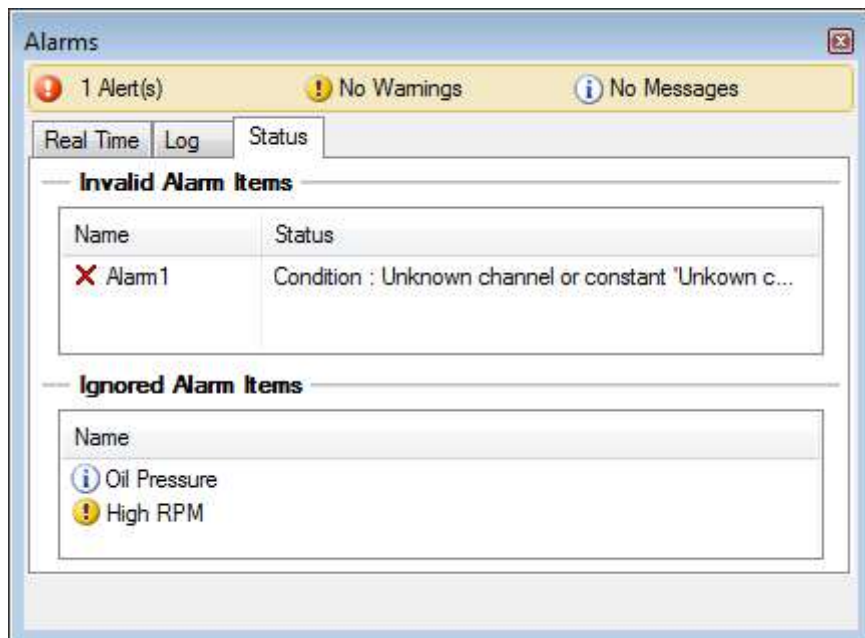 Alarms
1 Alert(s) No Warnings No Messages
Real Time Log Status
Invalid Alarm Items
Name Status
Alarm1 Condition : Unknown channel or constant 'Unkown c...
Ignored Alarm Items
Name
Oil Pressure
High RPM